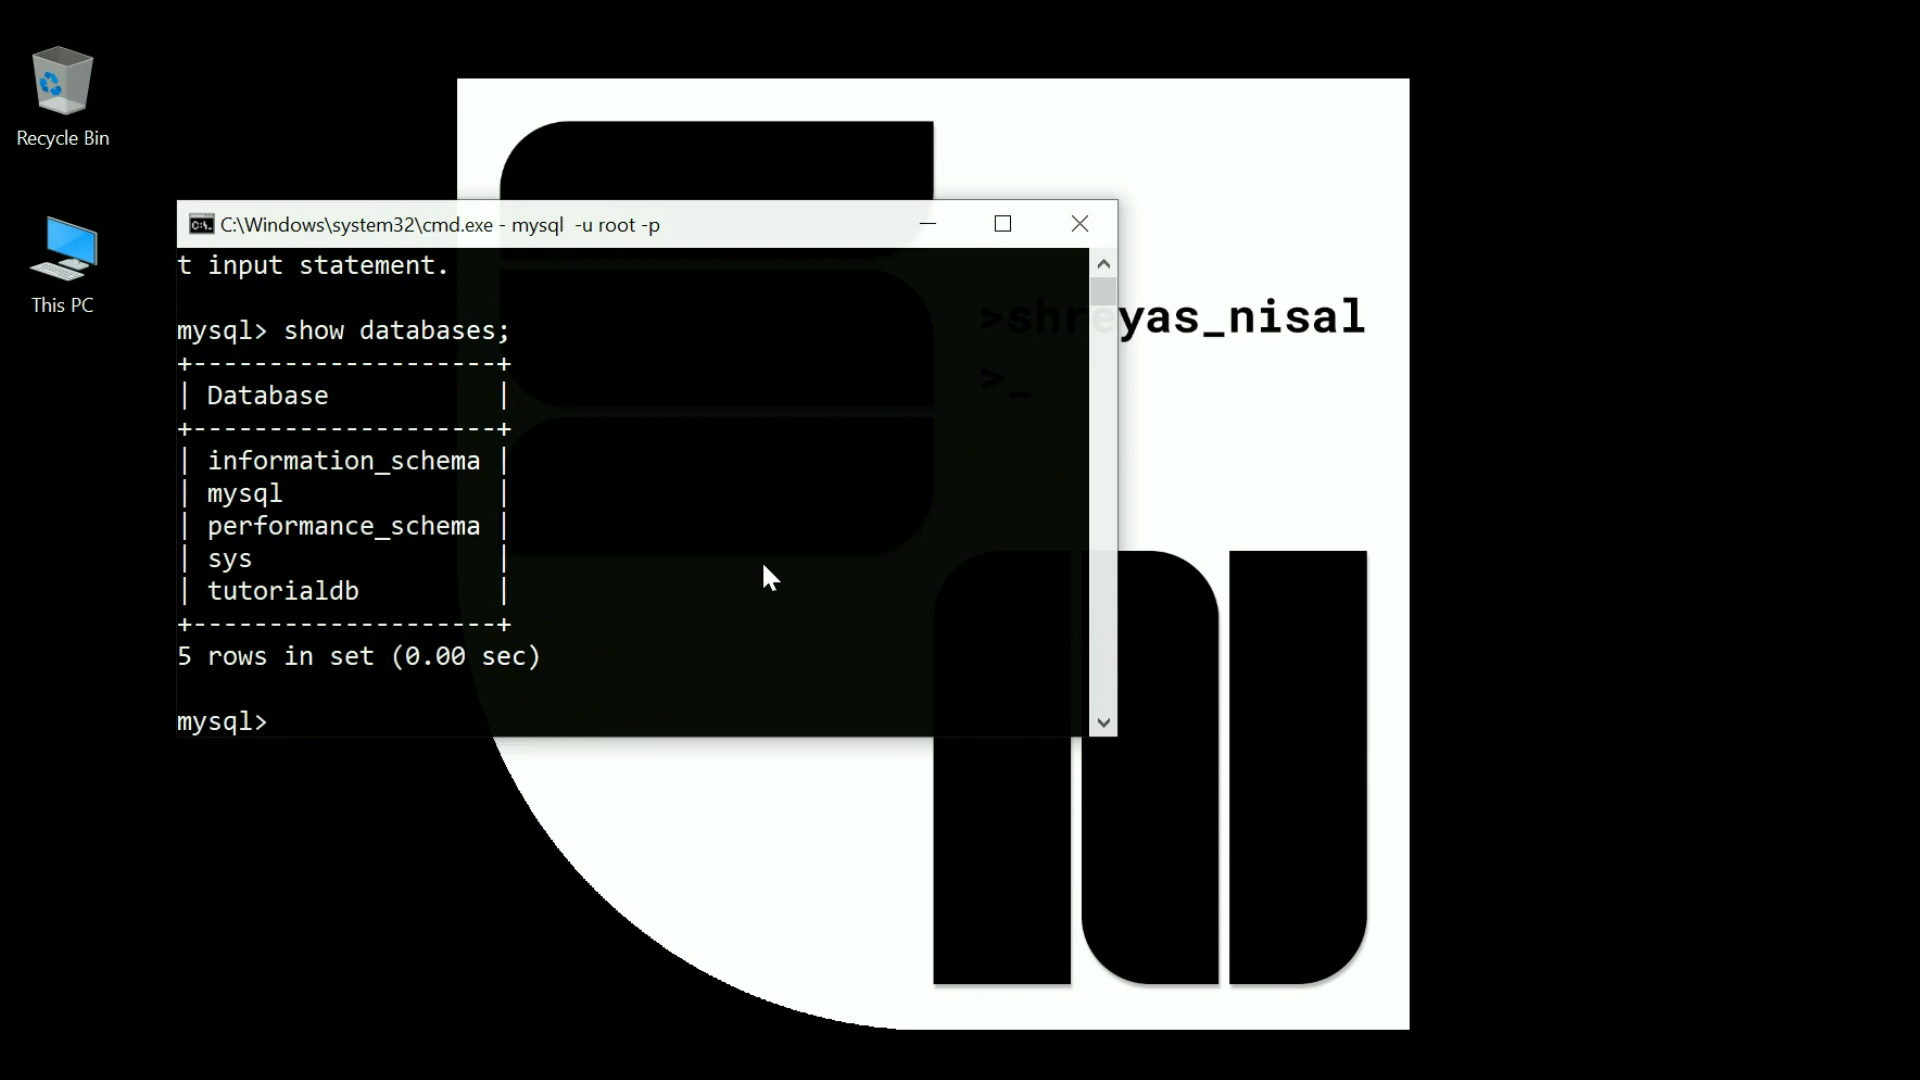 Recycle Bin
This PC
C:\Windows\system32\cmd.exe - mysql  -u root -p
t input statement.
mysql> show databases;
+--------------------+
| Database           |
+--------------------+
| information_schema |
| mysql              |
| performance_schema |
| sys                |
| tutorialdb         |
+--------------------+
5 rows in set (0.00 sec)
mysql>
>shreyas_nisal
>_